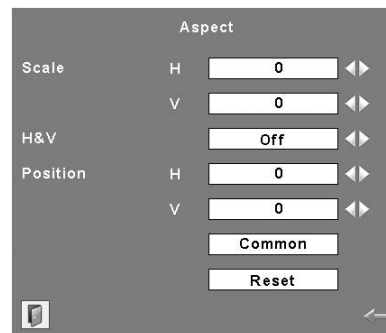 Aspect
Scale H 0
V 0
H&V Off
Position H 0
V 0
Common
Reset